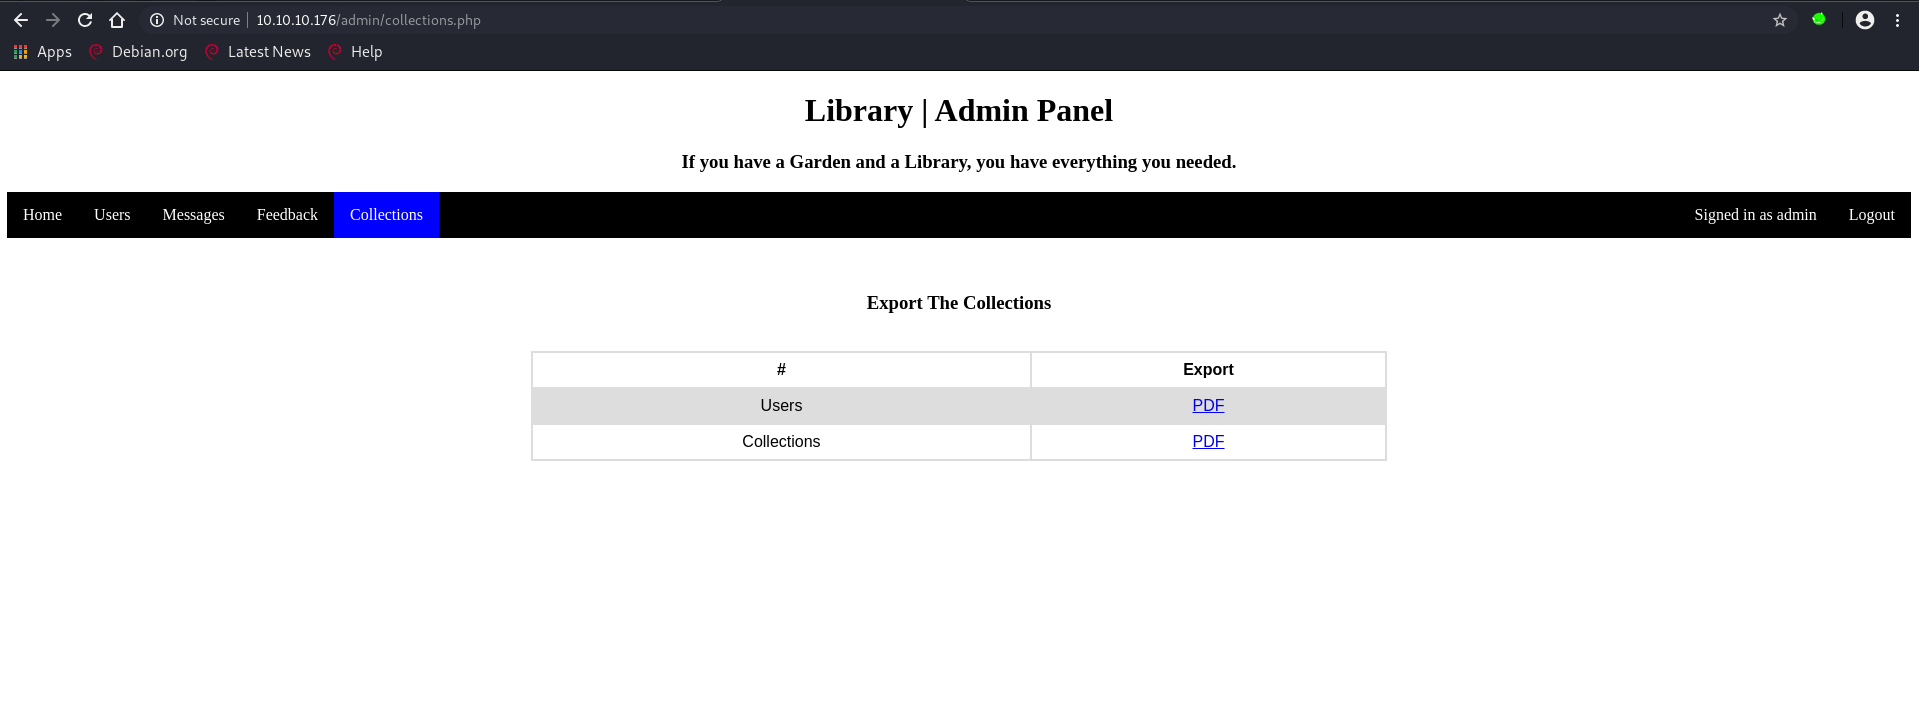 Not secure 10.10.10.176/admin/collections.php
Apps Debian.org Latest News Help
Library | Admin Panel
If you have a Garden and a Library, you have everything you needed.
Home Users Messages Feedback Collections Signed in as admin Logout
Export The Collections
# Export
Users PDF
Collections PDF